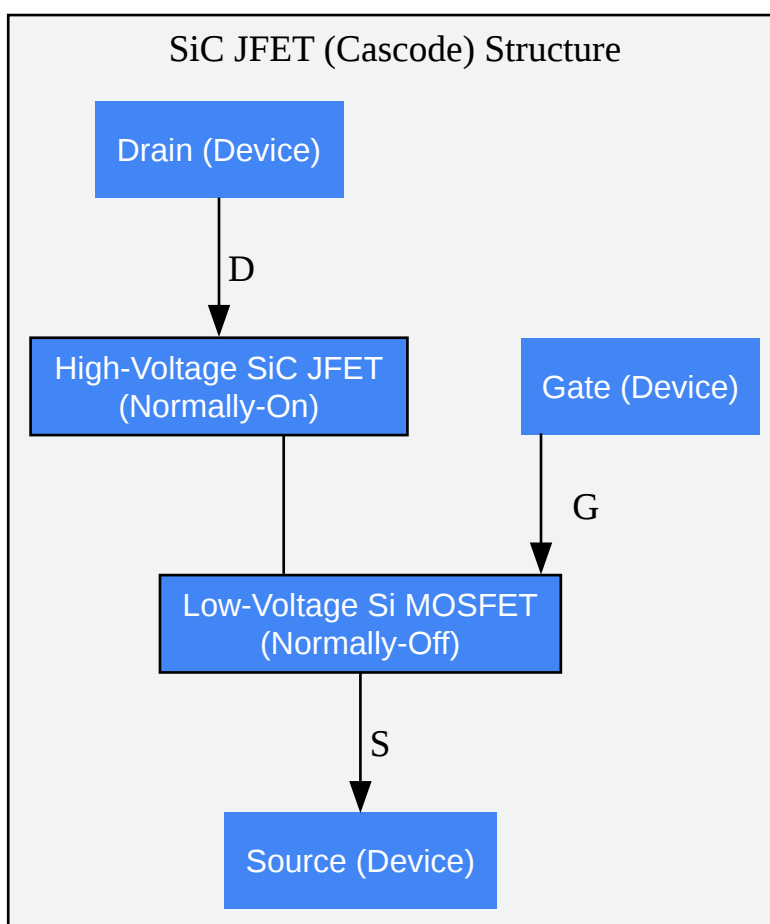 SiC JFET (Cascode) Structure
Drain (Device)
D
High-Voltage SiC JFET
(Normally-On)
Gate (Device)
G
Low-Voltage Si MOSFET
(Normally-Off)
S
Source (Device)